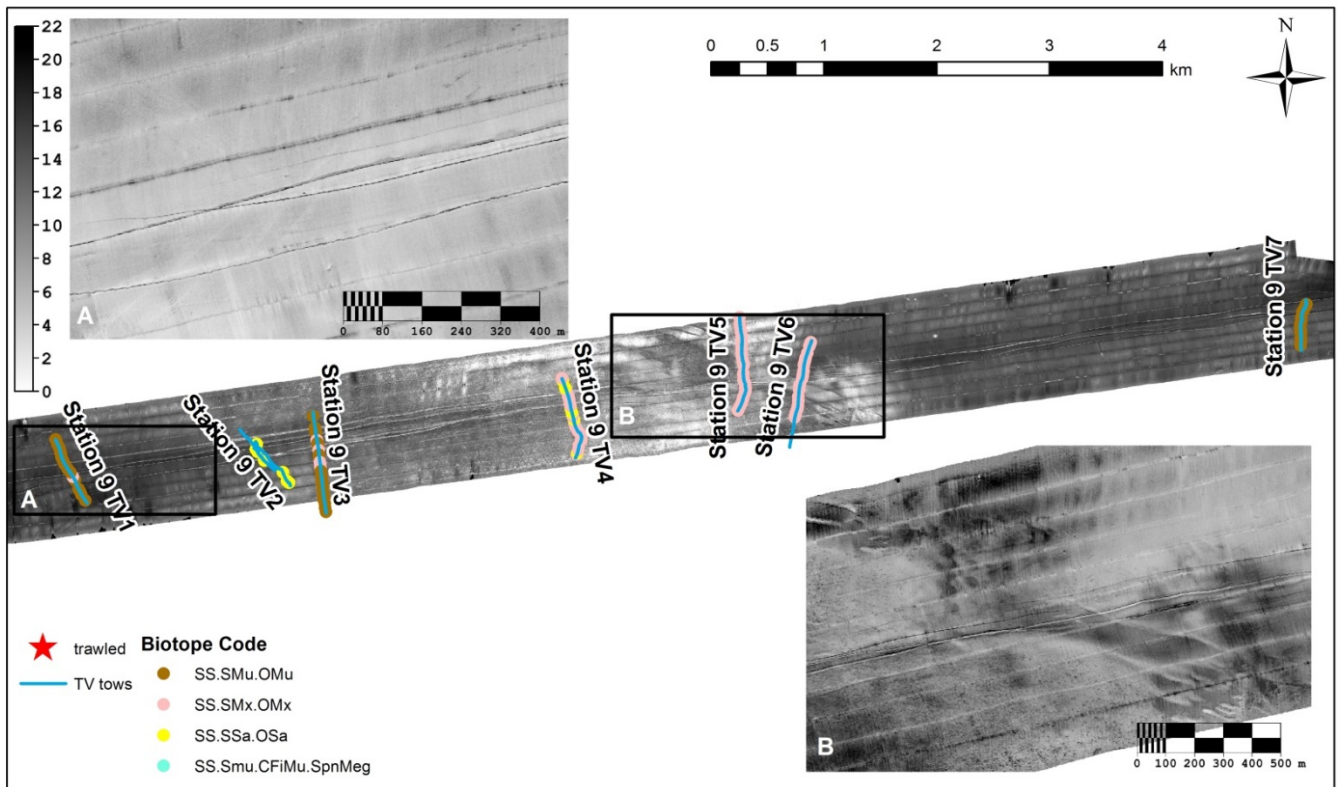 22
20
18
16
14
12
10
8
6
4
2
0
A
0 80 160 240 320 400 m
0 0.5 1 2 3 4
km
N
Station 9 TV1
Station 9 TV2
Station 9 TV3
Station 9 TV4
Station 9 TV5
Station 9 TV6
Station 9 TV7
A
B
trawled
TV tows
Biotope Code
SS.SMu.OMu
SS.SMx.OMx
SS.SSa.OSa
SS.Smu.CFiMu.SpnMeg
B
0 100 200 300 400 500
m